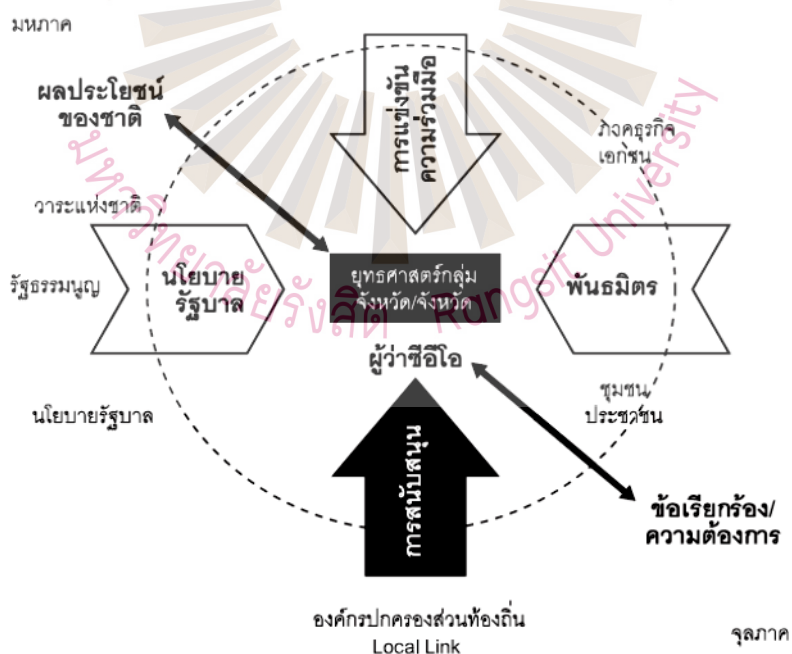 มหภาค
ผลประโยชน์
ของชาติ
การแข่งขัน
ความร่วมมือ
ภาคธุรกิจ
เอกชน
วาระแห่งชาติ
รัฐธรรมนูญ
นโยบาย
รัฐบาล
ยุทธศาสตร์กลุ่ม
จังหวัด/จังหวัด
พันธมิตร
ผู้ว่าซีอีโอ
นโยบายรัฐบาล
ชุมชน
ประชาชน
การสนับสนุน
ข้อเรียกร้อง/
ความต้องการ
องค์กรปกครองส่วนท้องถิ่น
Local Link
จุลภาค
มหาวิทยาลัยรังสิต Rangsit University